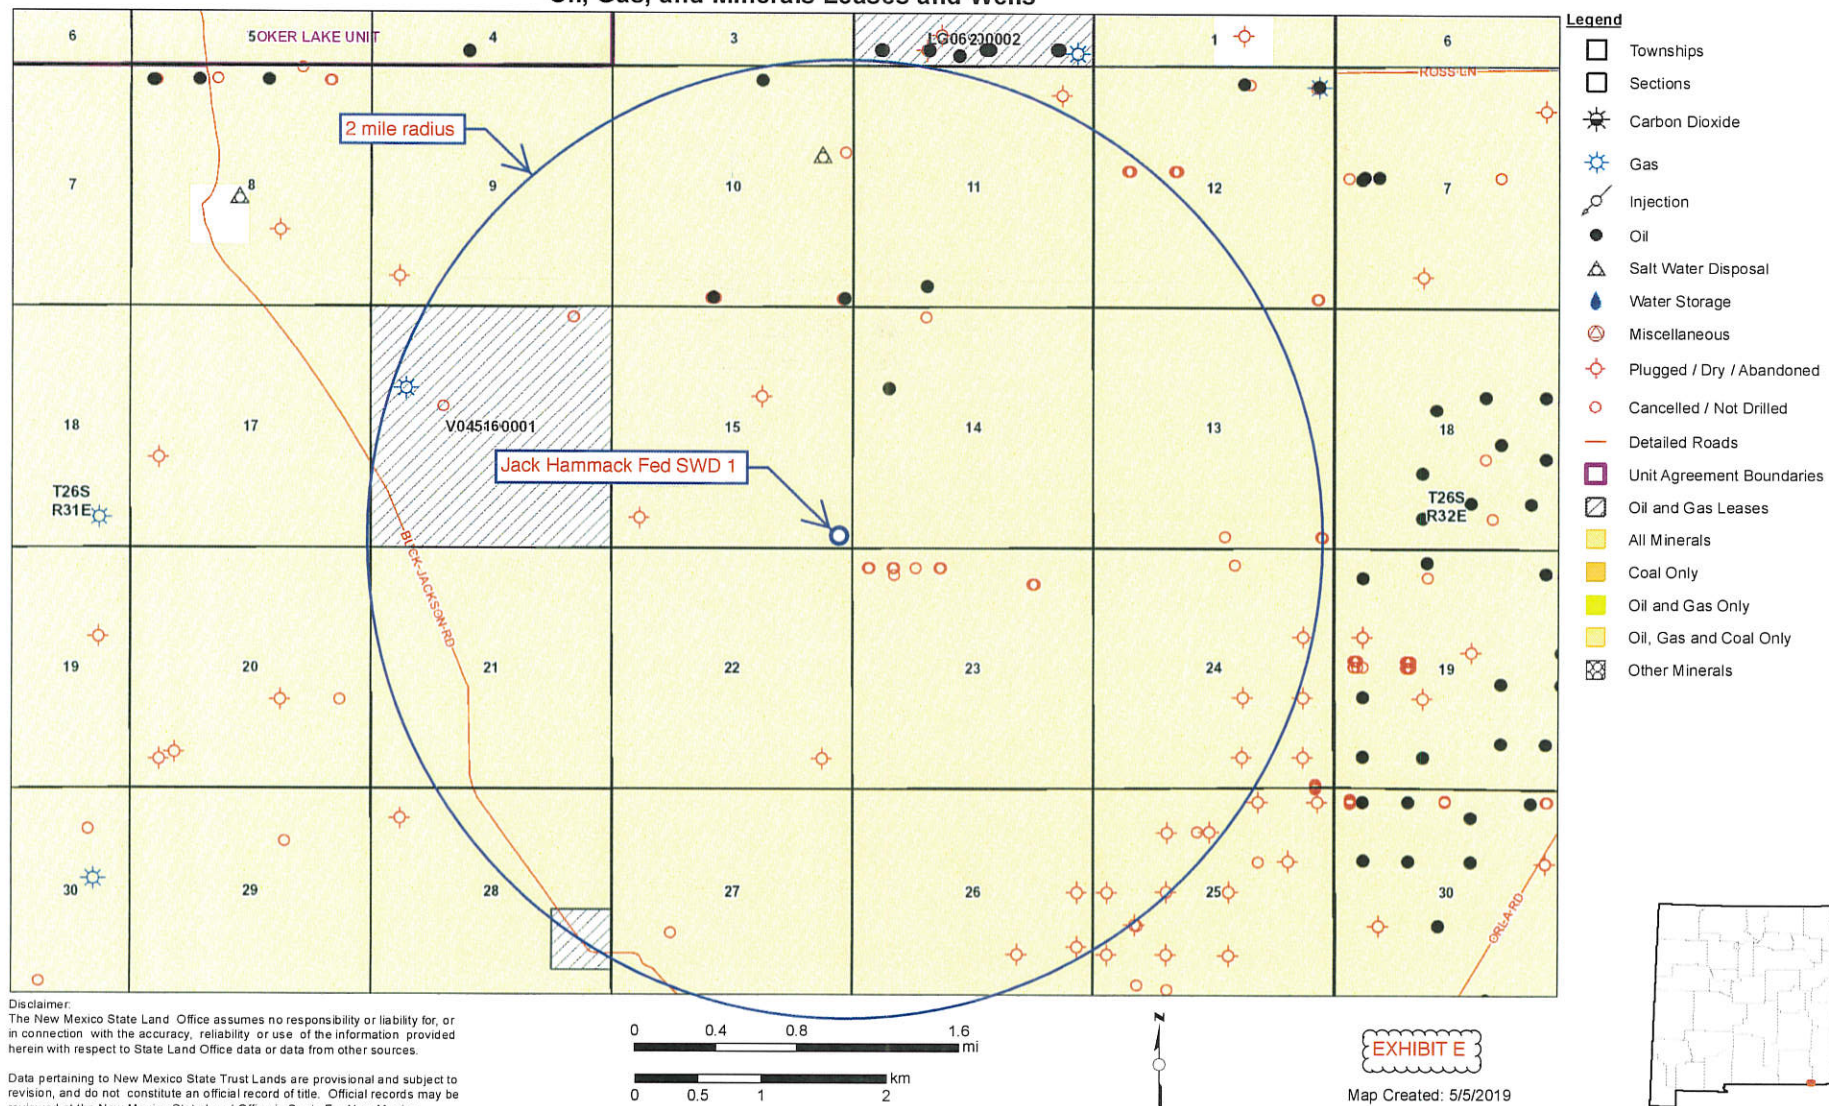 Oil, Gas, and Minerals Leases and Wells
6
5
OKER LAKE UNIT
4
3
LG06200002
1
6
ROSS LN
2 mile radius
7
8
9
10
11
12
7
18
17
V045160001
15
14
13
18
Jack Hammack Fed SWD 1
T26S
R31E
T26S
R32E
BUCK-JACKSON-RD
19
20
21
22
23
24
19
30
29
28
27
26
25
30
ORLA RD
Legend
Townships
Sections
Carbon Dioxide
Gas
Injection
Oil
Salt Water Disposal
Water Storage
Miscellaneous
Plugged / Dry / Abandoned
Cancelled / Not Drilled
Detailed Roads
Unit Agreement Boundaries
Oil and Gas Leases
All Minerals
Coal Only
Oil and Gas Only
Oil, Gas and Coal Only
Other Minerals
Disclaimer:
The New Mexico State Land Office assumes no responsibility or liability for, or
in connection with the accuracy, reliability or use of the information provided
herein with respect to State Land Office data or data from other sources.
Data pertaining to New Mexico State Trust Lands are provisional and subject to
revision, and do not constitute an official record of title. Official records may be
0 0.4 0.8 1.6
mi
km
0 0.5 1 2
N
EXHIBIT E
Map Created: 5/5/2019